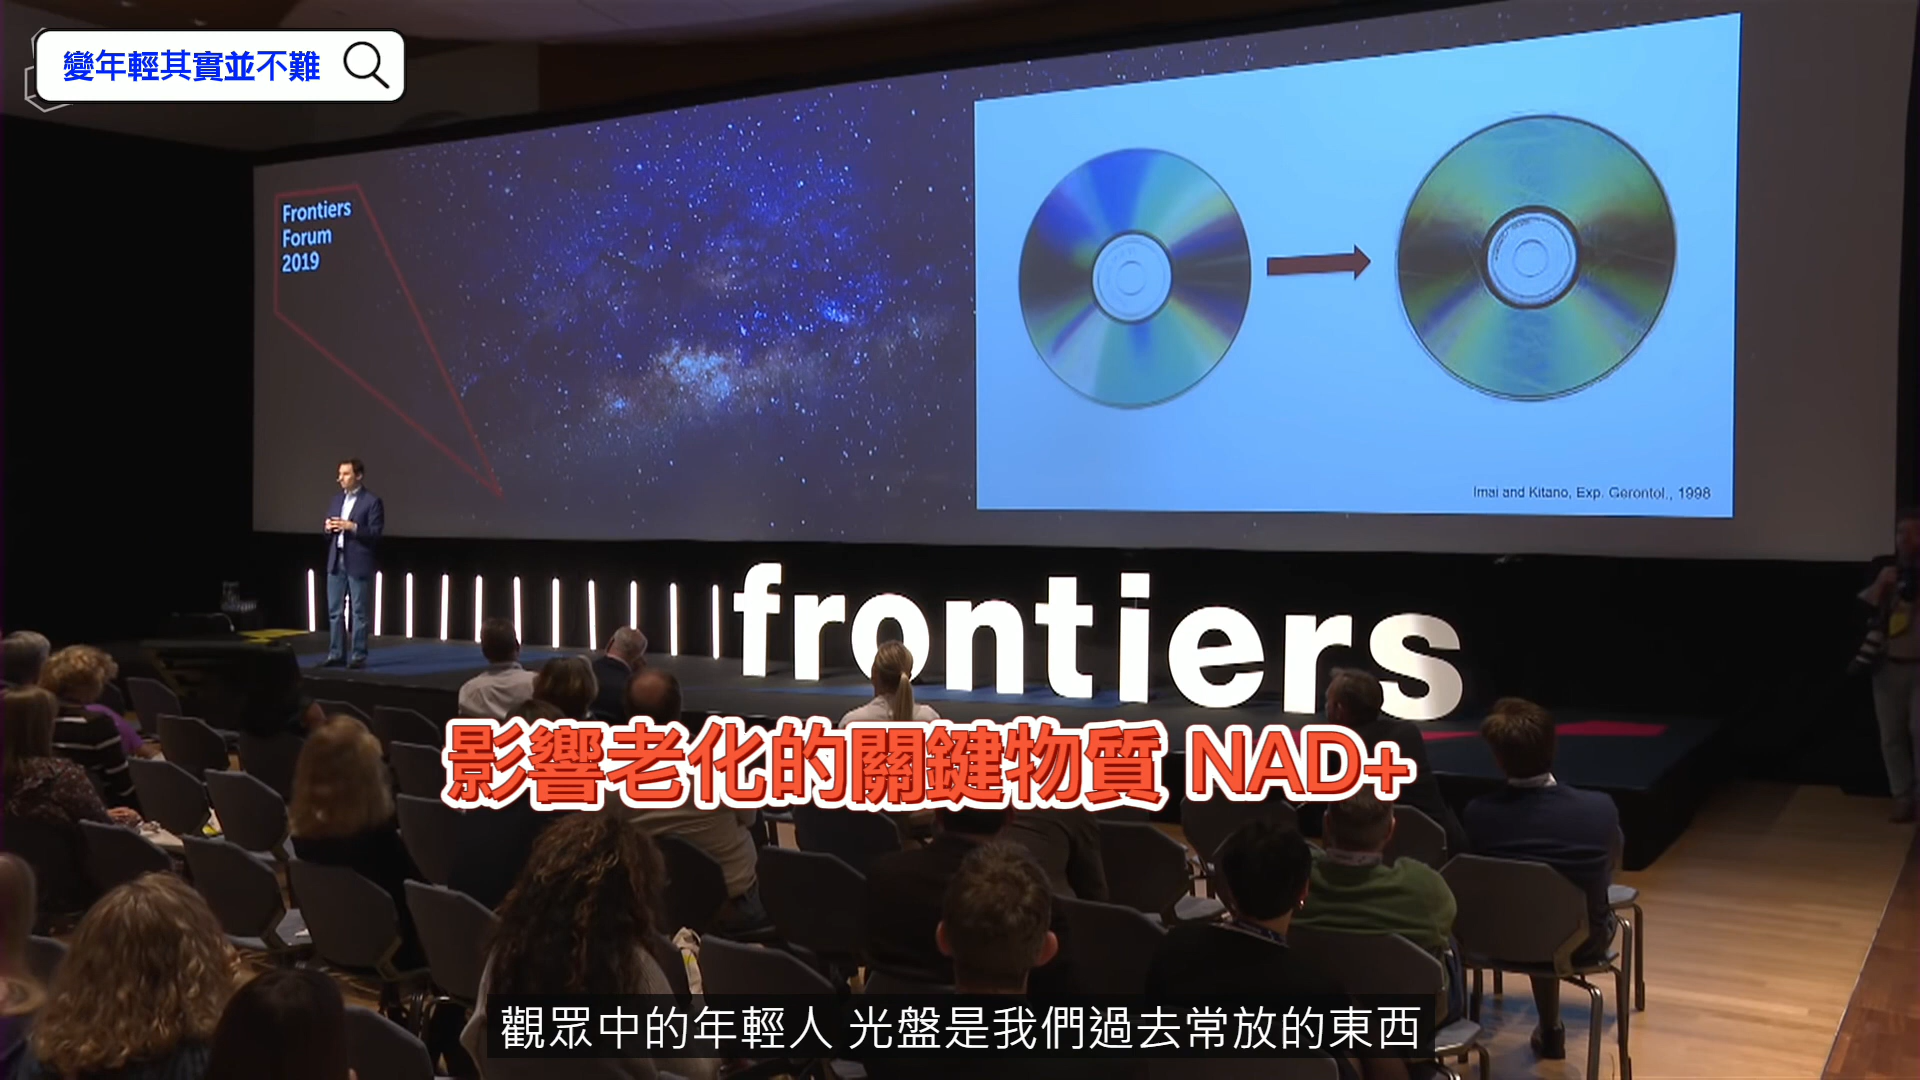 變年輕其實並不難
Frontiers
Forum
2019
Imai and Kitano, Exp. Gerontol., 1998
frontiers
影響老化的關鍵物質 NAD+
觀眾中的年輕人 光盤是我們過去常放的東西